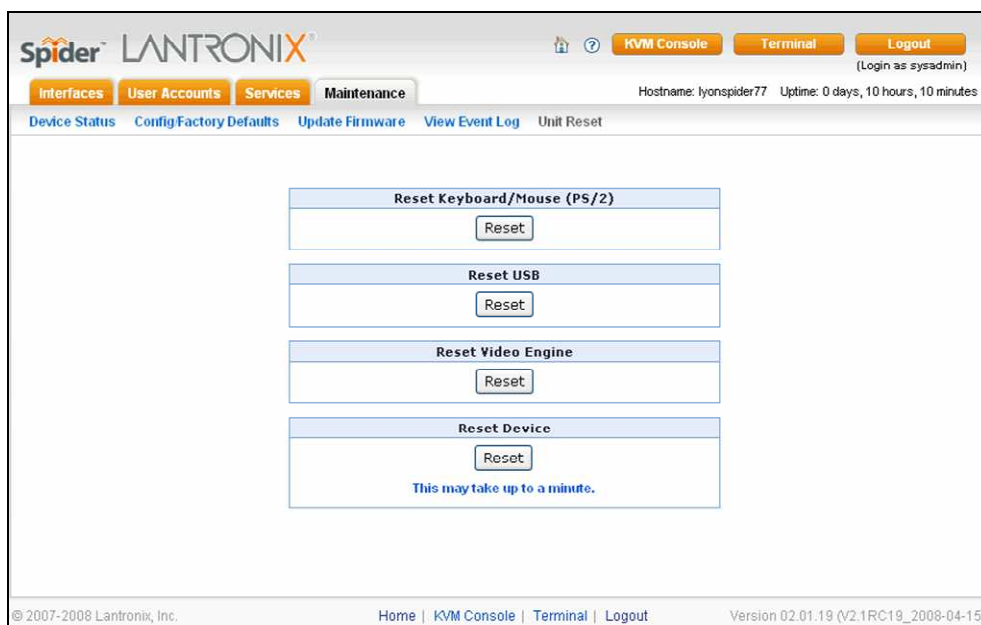 Spider™ LANTRONIX® KVM Console Terminal Logout
(Login as sysadmin)
Interfaces User Accounts Services Maintenance Hostname: lyonspider77 Uptime: 0 days, 10 hours, 10 minutes
Device Status Config/Factory Defaults Update Firmware View Event Log Unit Reset
Reset Keyboard/Mouse (PS/2)
Reset
Reset USB
Reset
Reset Video Engine
Reset
Reset Device
Reset
This may take up to a minute.
© 2007-2008 Lantronix, Inc. Home | KVM Console | Terminal | Logout Version 02.01.19 (V2.1RC19_2008-04-15